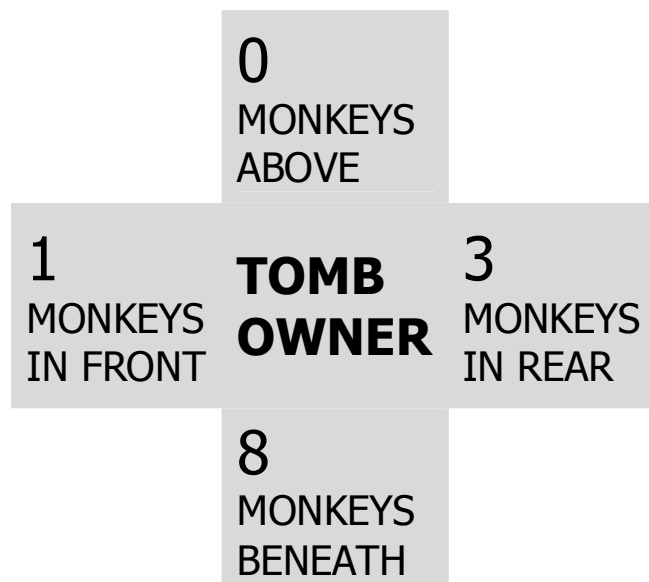 0
MONKEYS
ABOVE
1
MONKEYS
IN FRONT
TOMB
OWNER
3
MONKEYS
IN REAR
8
MONKEYS
BENEATH